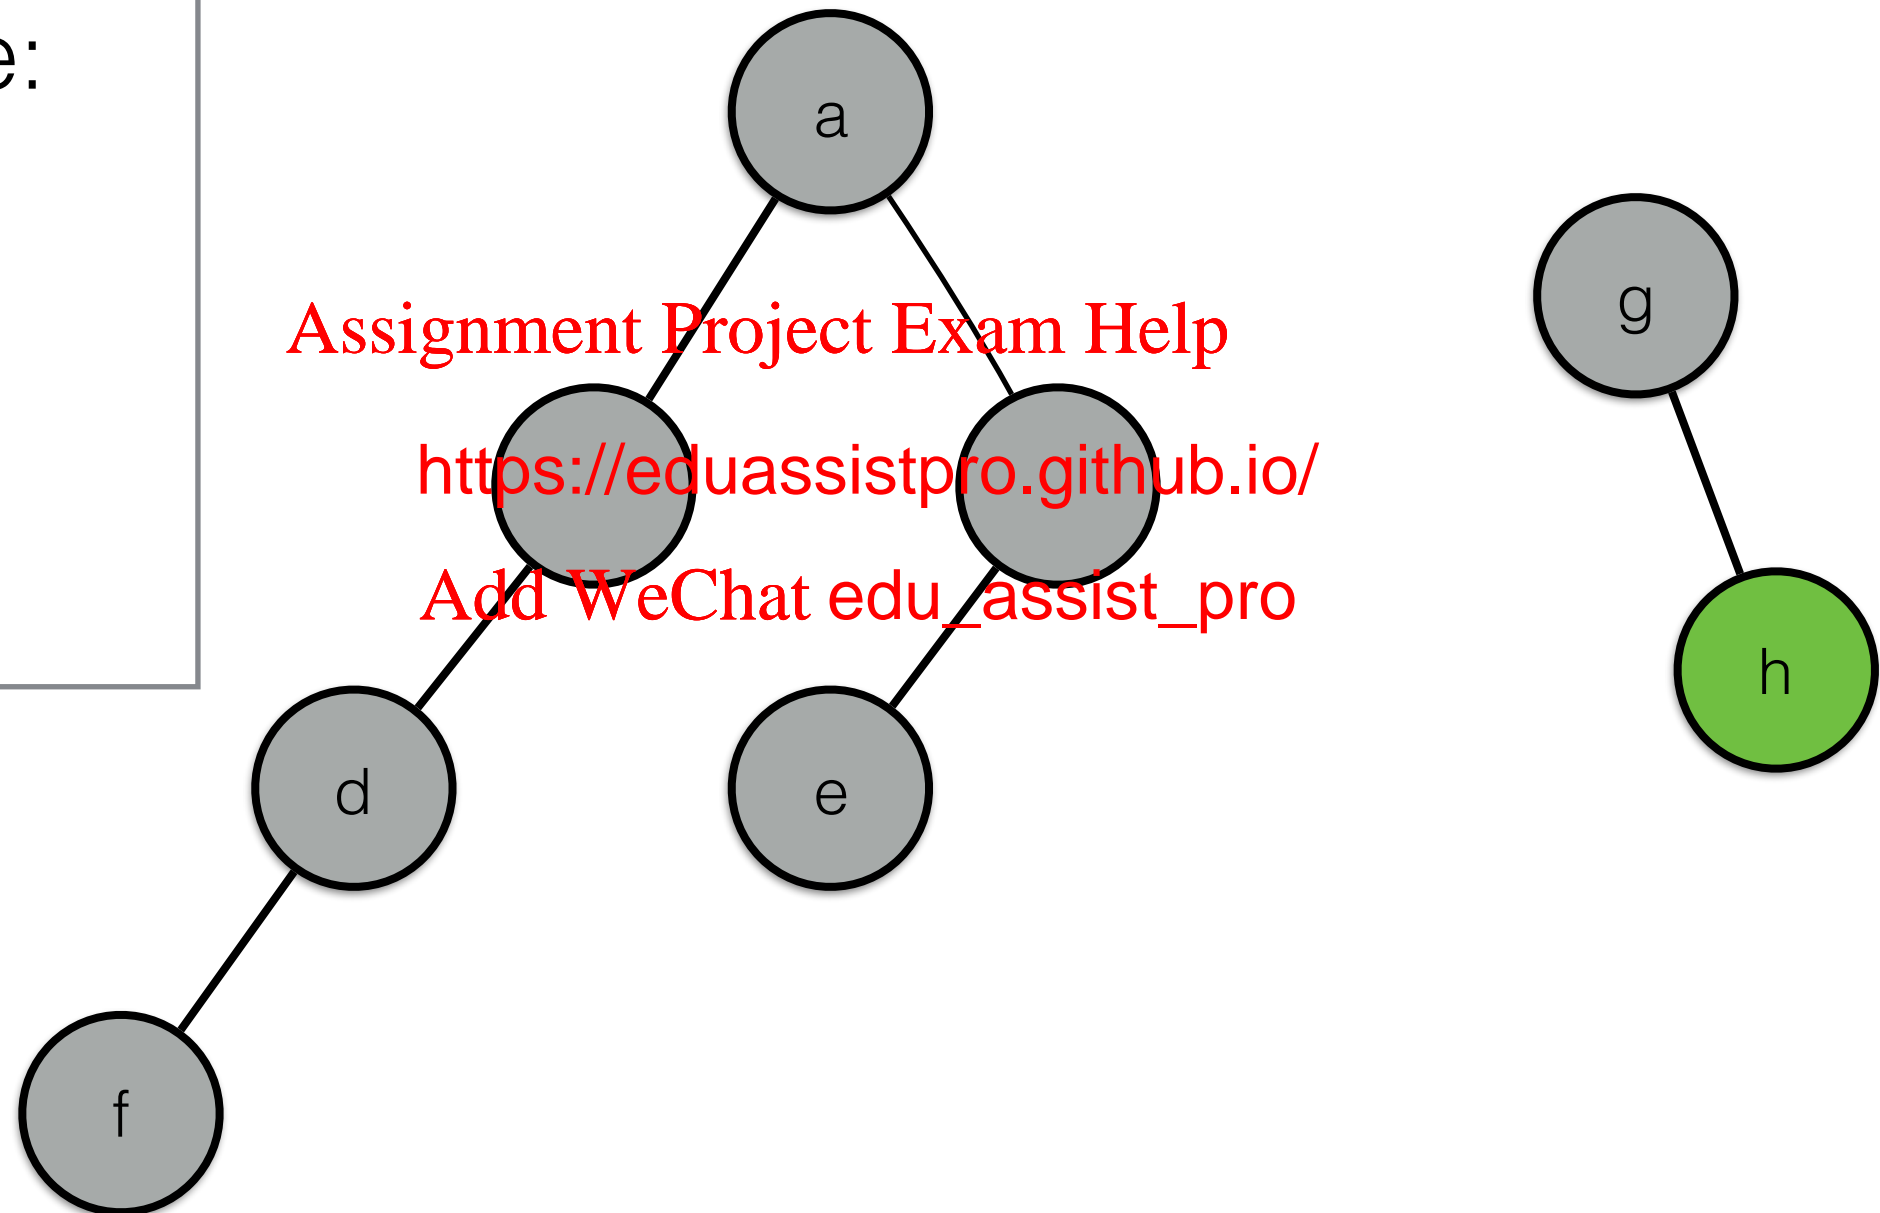 e:
a
g
Assignment Project Exam Help
https://eduassistpro.github.io/
Add WeChat edu_assist_pro
h
d
e
f